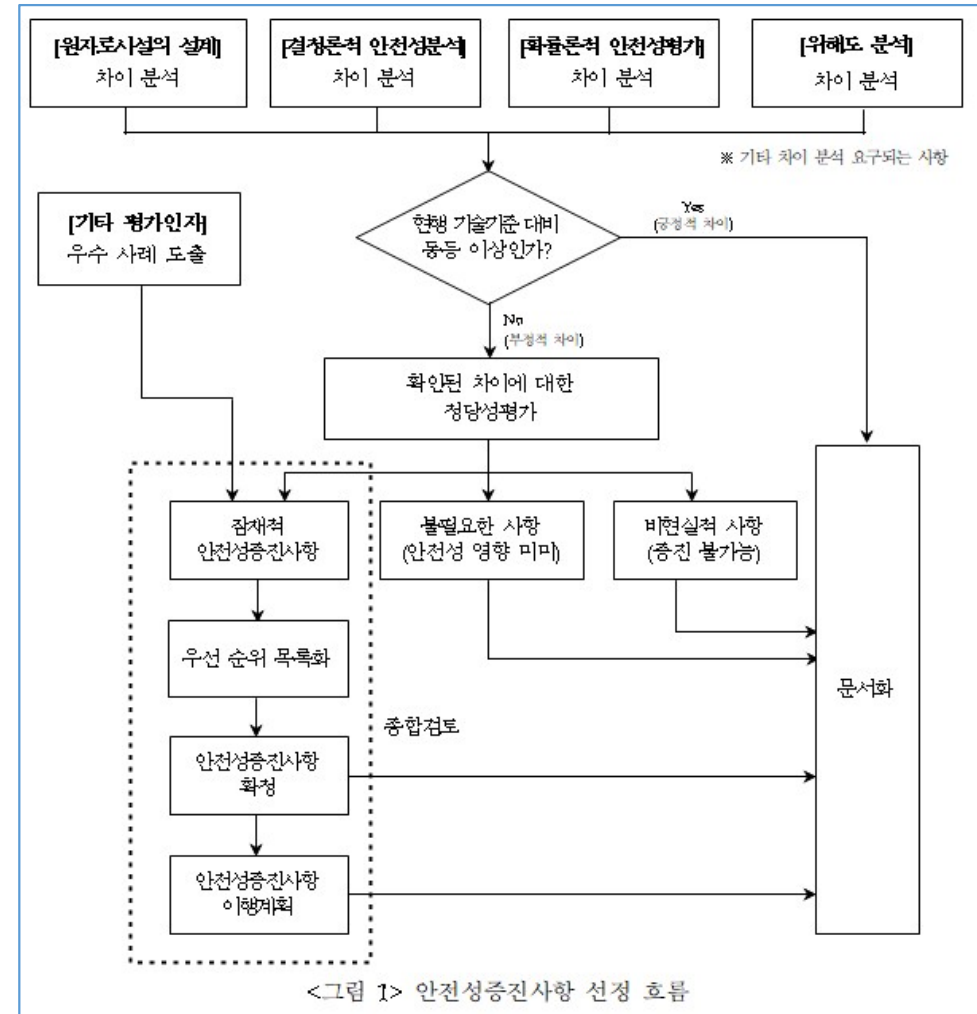 [원자로시설의 설계]
차이 분석
[결정론적 안전성분석]
차이 분석
[확률론적 안전성평가]
차이 분석
[위해도 분석]
차이 분석
※ 기타 차이 분석 요구되는 사항
[기타 평가인자]
우수 사례 도출
현행 기술기준 대비
동등 이상인가?
Yes
(긍정적 차이)
No
(부정적 차이)
확인된 차이에 대한
정당성평가
잠재적
안전성증진사항
불필요한 사항
(안전성 영향 미미)
비현실적 사항
(증진 불가능)
우선 순위 목록화
문서화
종합검토
안전성증진사항
확정
안전성증진사항
이행계획
<그림 1> 안전성증진사항 선정 흐름